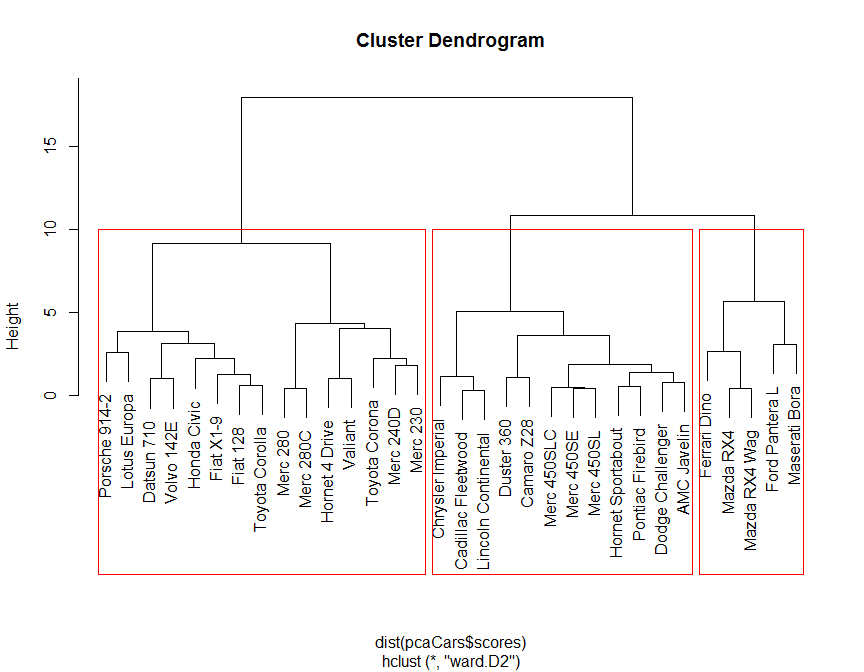 Cluster Dendrogram
Height
0
5
10
15
Porsche 914-2
Lotus Europa
Datsun 710
Volvo 142E
Honda Civic
Fiat X1-9
Fiat 128
Toyota Corolla
Merc 280
Merc 280C
Hornet 4 Drive
Valiant
Toyota Corona
Merc 240D
Merc 230
Chrysler Imperial
Cadillac Fleetwood
Lincoln Continental
Duster 360
Camaro Z28
Merc 450SLC
Merc 450SE
Merc 450SL
Hornet Sportabout
Pontiac Firebird
Dodge Challenger
AMC Javelin
Ferrari Dino
Mazda RX4
Mazda RX4 Wag
Ford Pantera L
Maserati Bora
dist(pcaCars$scores)
hclust (*, "ward.D2")